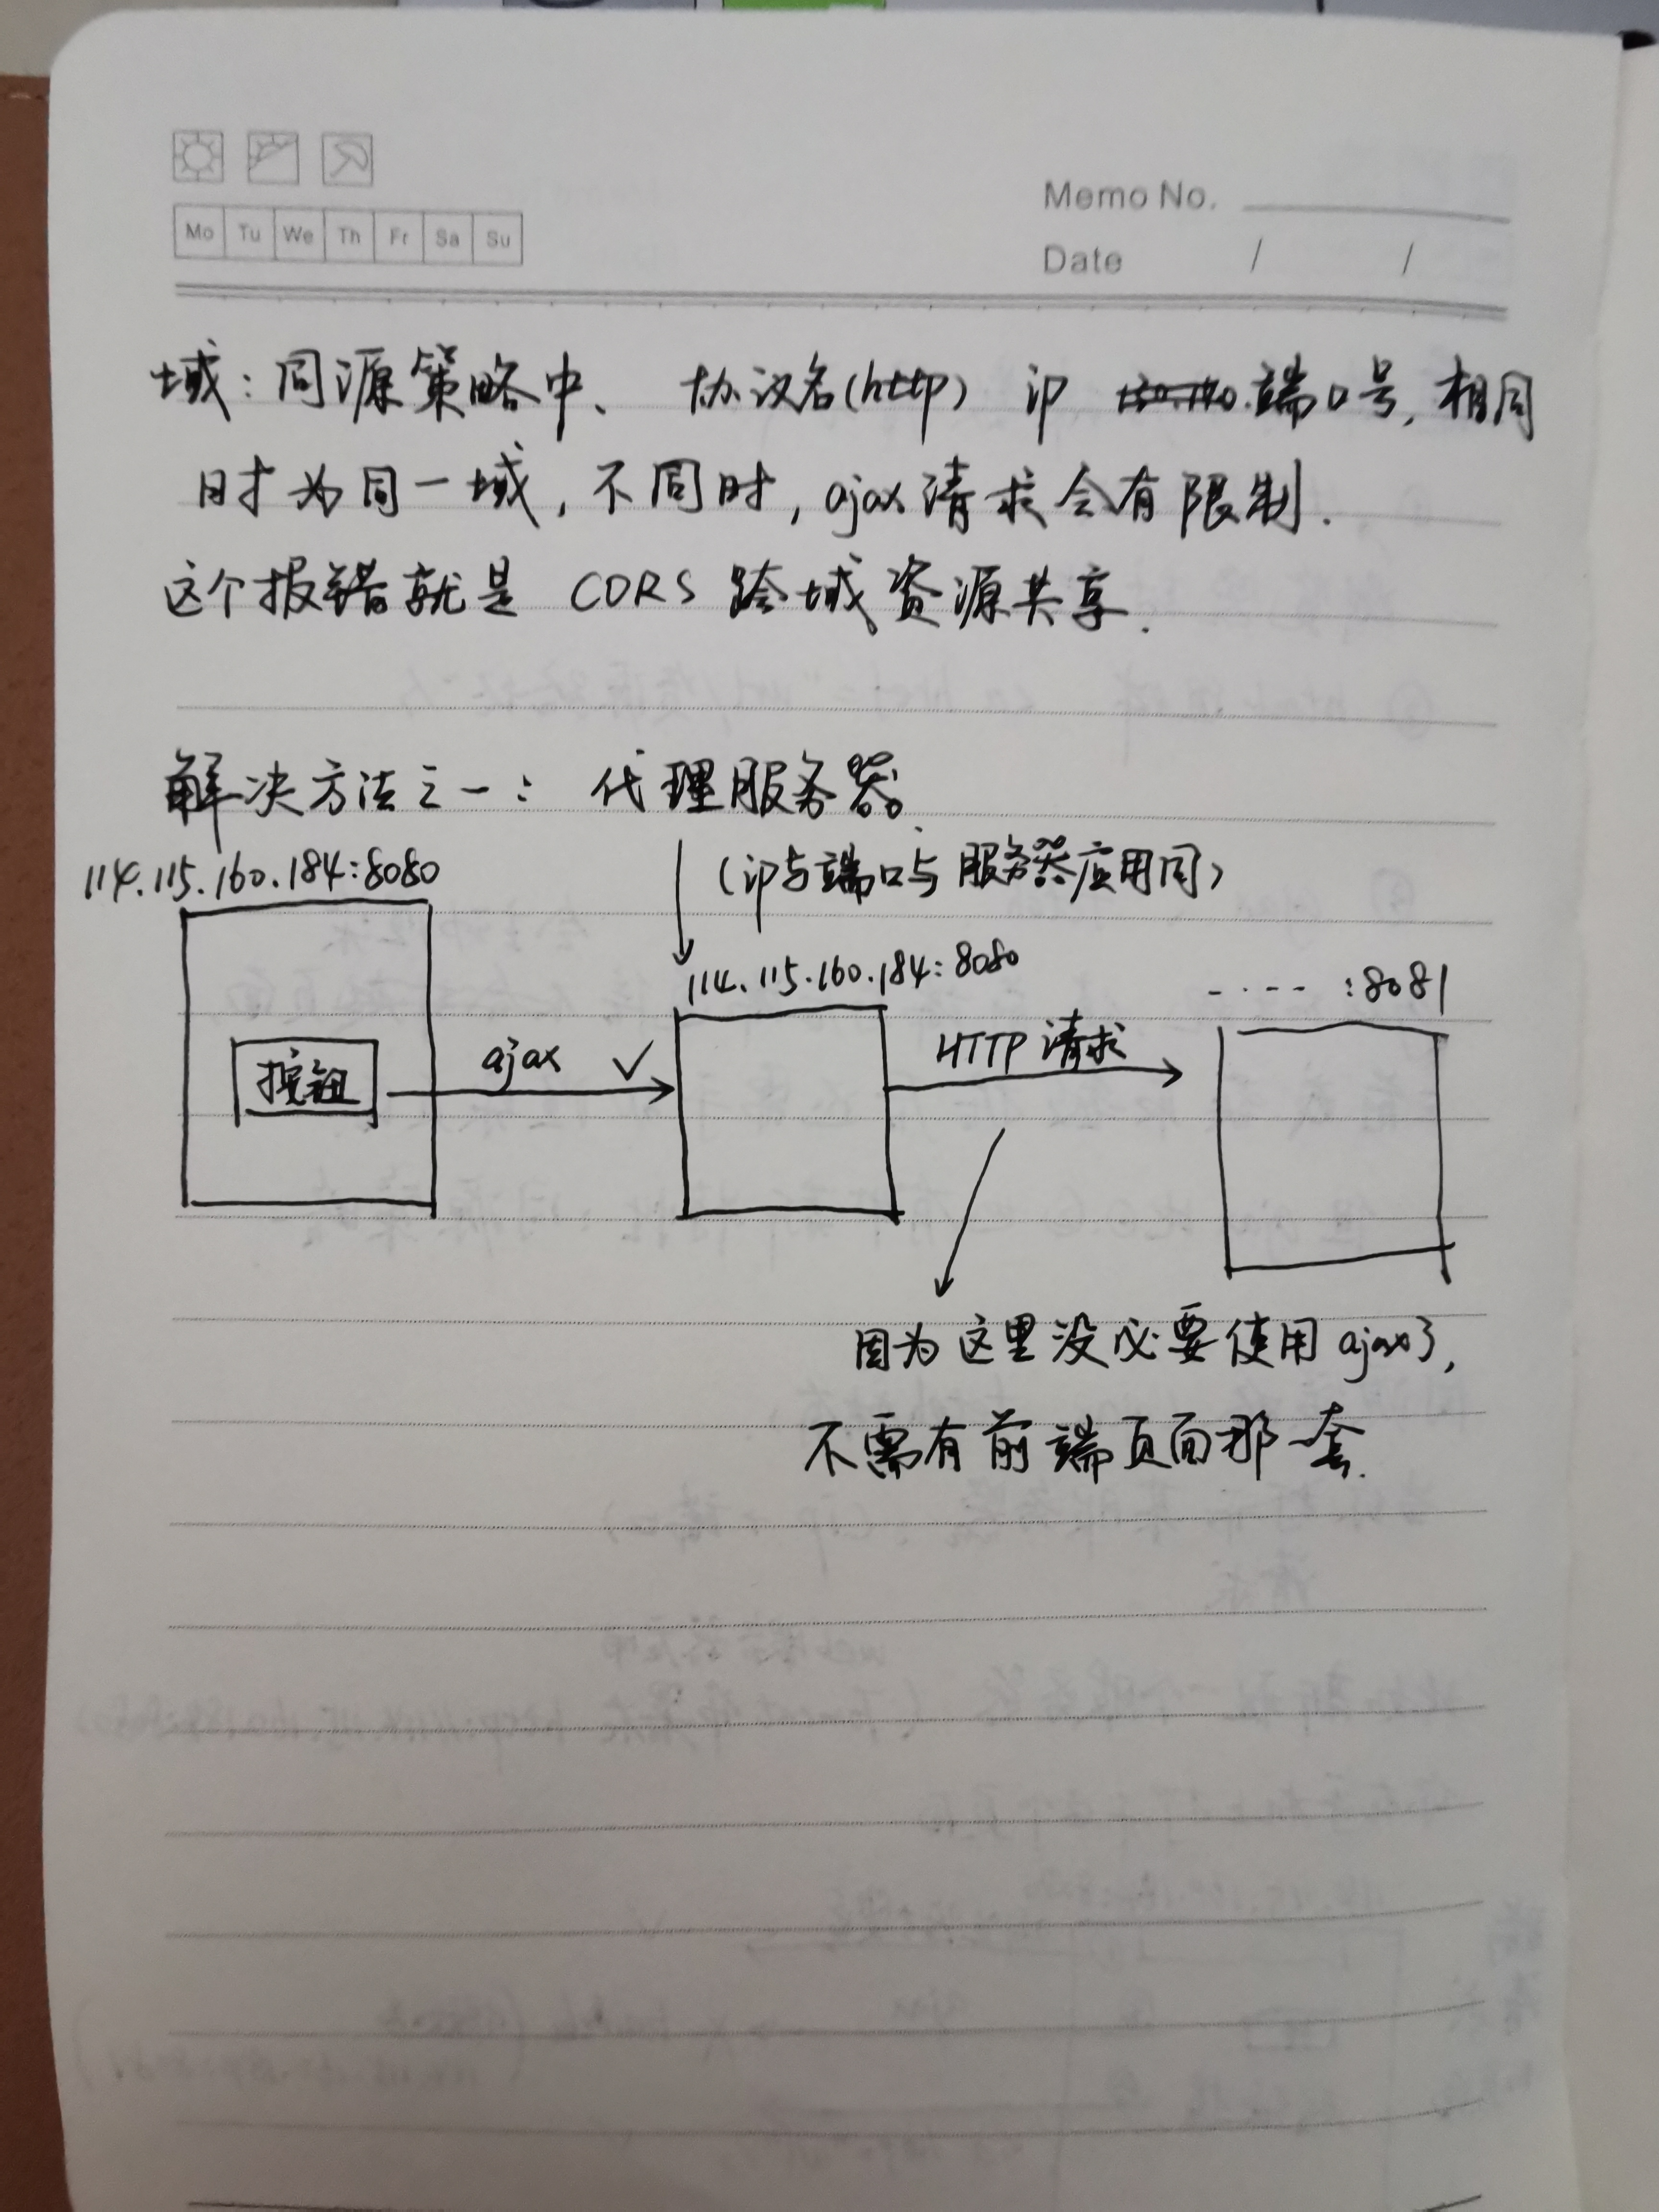 Memo No.
Mo Tu We Th Fr Sa Su
Date / /
域：同源策略中、 协议名(http) ip 端口号, 相同
时为同一域, 不同时, ajax请求会有限制.
这个报错就是 CORS 跨域资源共享.
解决方法之一: 代理服务器.
(ip与端口与服务器应用同)
114.115.160.184:8080
114.115.160.184:8080
----:8081
按钮
ajax ✓
HTTP 请求
因为这里没必要使用ajax了,
不需有前端页面那一套.